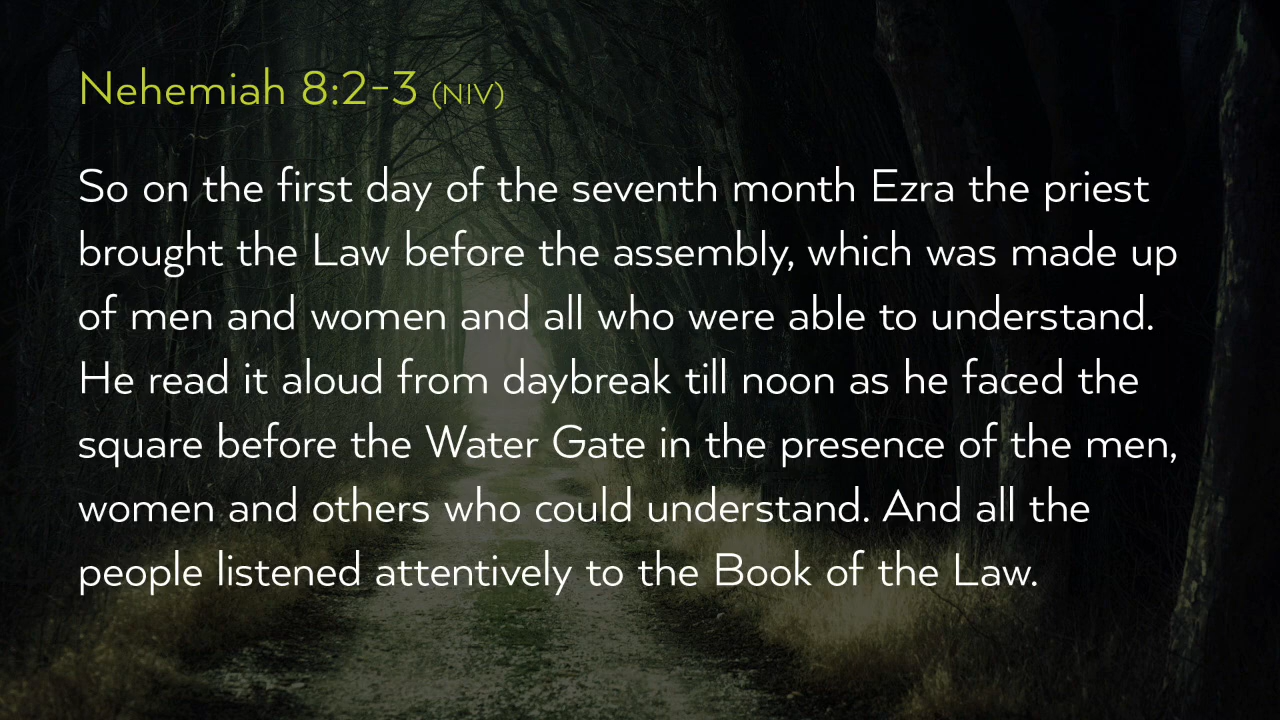 Nehemiah 8:2-3 (NIV)
So on the first day of the seventh month Ezra the priest
brought the Law before the assembly, which was made up
of men and women and all who were able to understand.
He read it aloud from daybreak till noon as he faced the
square before the Water Gate in the presence of the men,
women and others who could understand. And all the
people listened attentively to the Book of the Law.